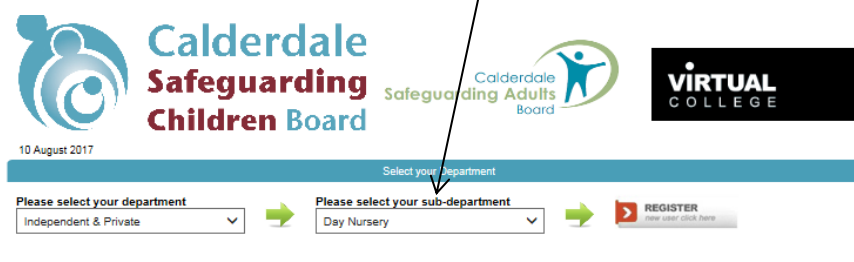 Calderdale
Safeguarding
Children Board
Calderdale
Safeguarding Adults
Board
VIRTUAL
COLLEGE
10 August 2017
Select your Department
Please select your department
Please select your sub-department
Independent & Private
Day Nursery
REGISTER
new user click here